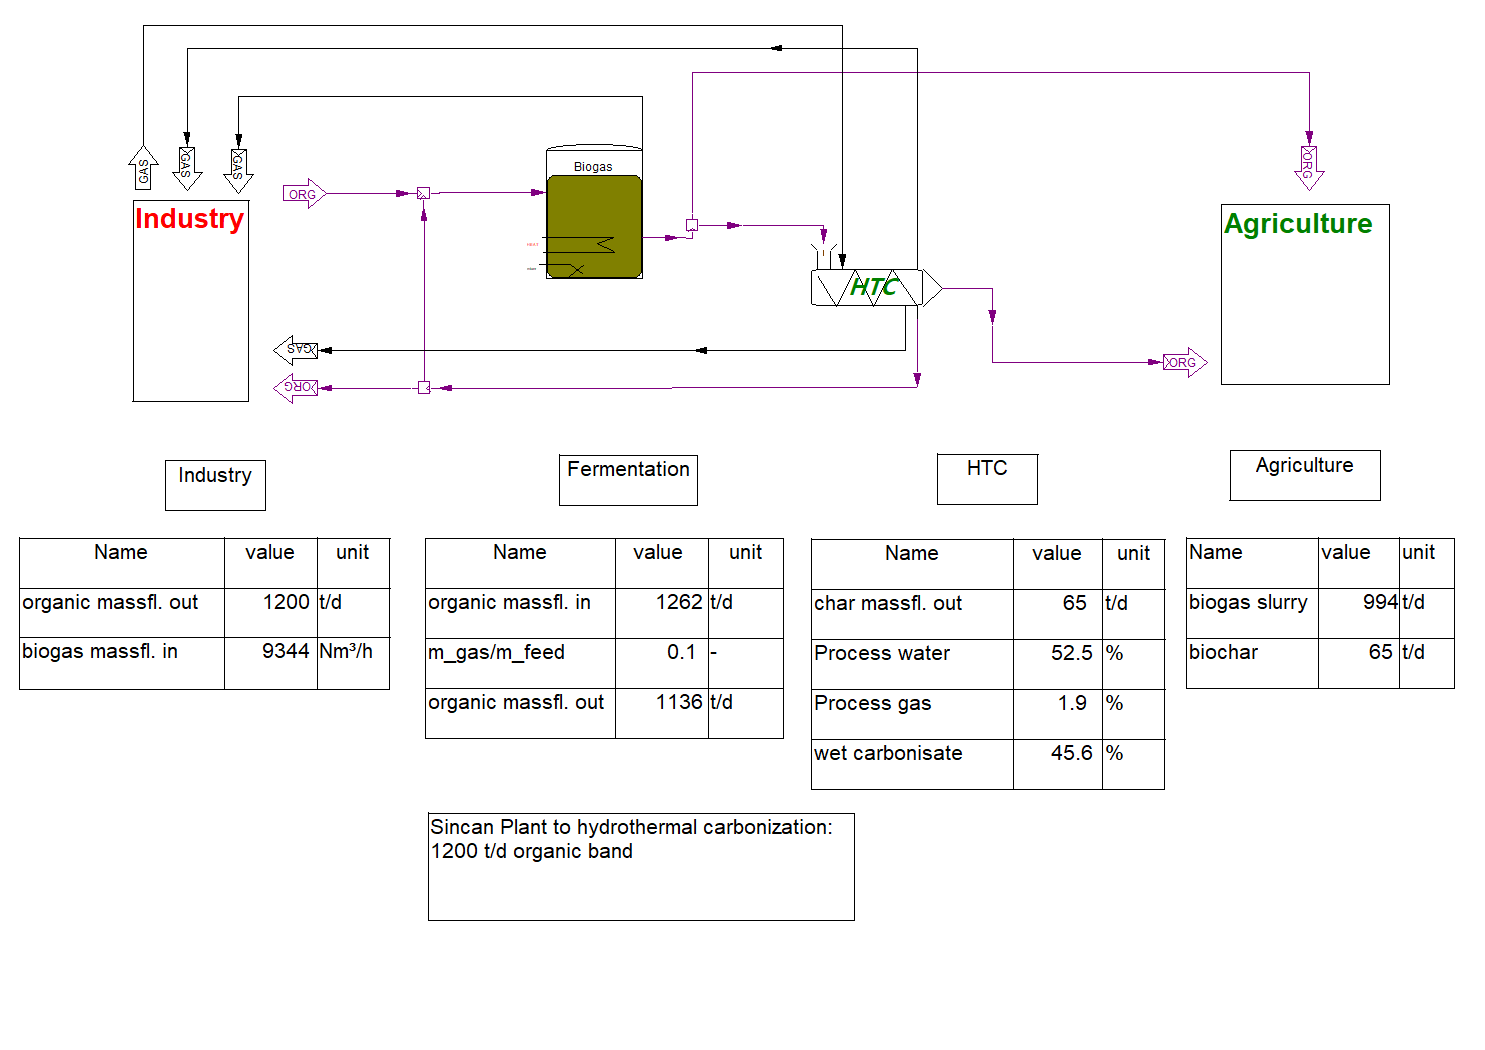 GAS
GAS
GAS
Biogas
ORG
ORG
Industry
Agriculture
HEAT
HTC
GAS
ORG
ORG
Industry
Fermentation
HTC
Agriculture
Name value unit
organic massfl. out 1200 t/d
biogas massfl. in 9344 Nm³/h
Name value unit
organic massfl. in 1262 t/d
m_gas/m_feed 0.1 -
organic massfl. out 1136 t/d
Name value unit
char massfl. out 65 t/d
Process water 52.5 %
Process gas 1.9 %
wet carbonisate 45.6 %
Name value unit
biogas slurry 994 t/d
biochar 65 t/d
Sincan Plant to hydrothermal carbonization:
1200 t/d organic band